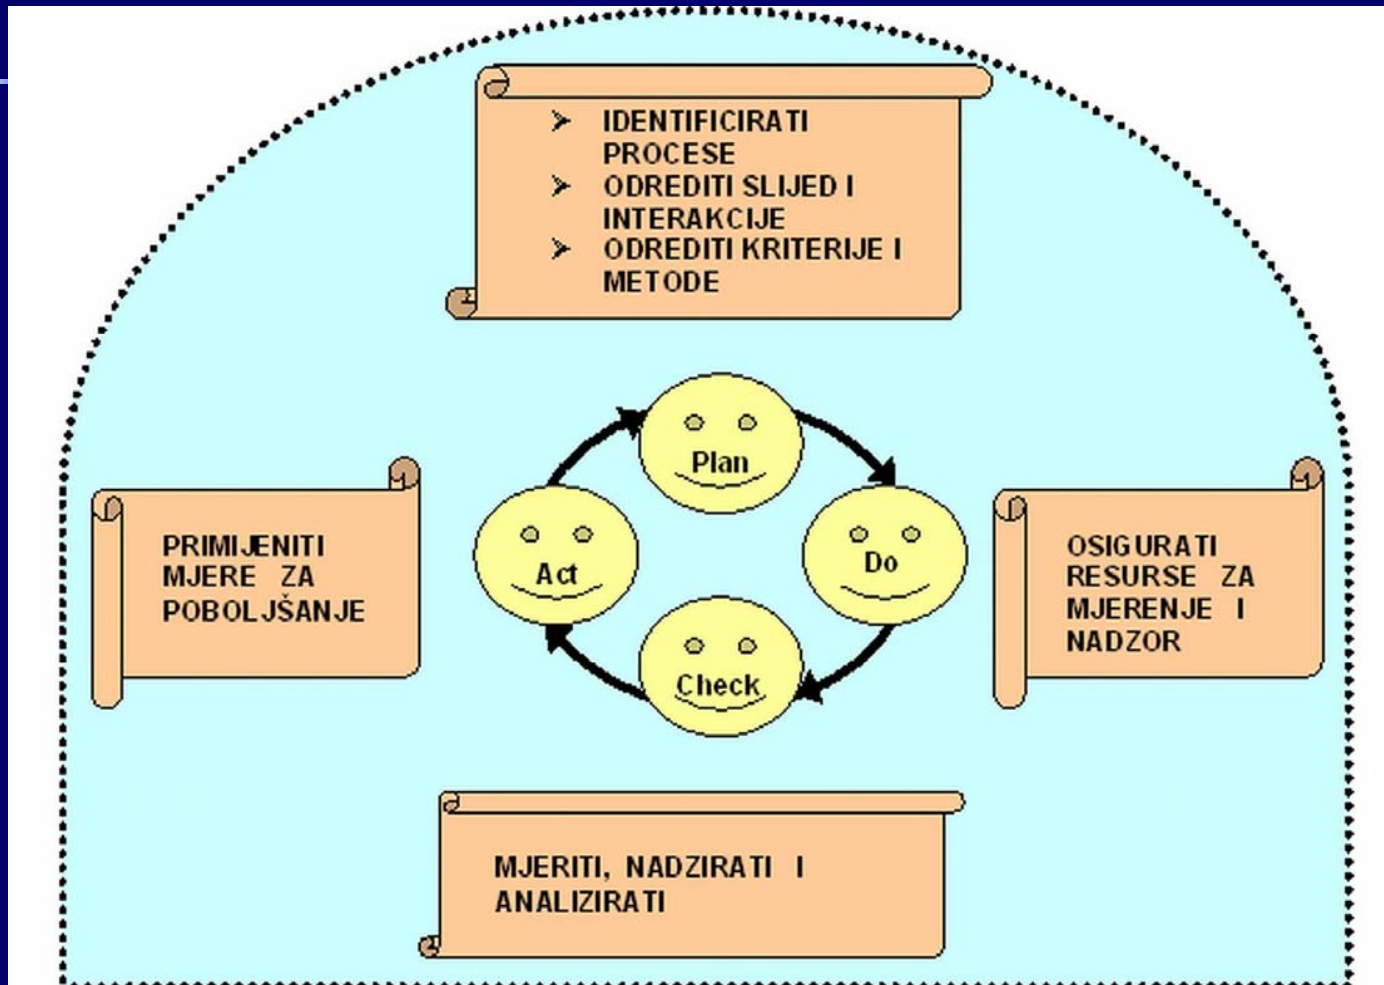 ➢ IDENTIFICIRATI
PROCESE
➢ ODREDITI SLIJED I
INTERAKCIJE
➢ ODREDITI KRITERIJE I
METODE
Plan
PRIMIJENITI
MJERE ZA
POBOLJŠANJE
Act
Do
OSIGURATI
RESURSE ZA
MJERENJE I
NADZOR
Check
MJERITI, NADZIRATI I
ANALIZIRATI